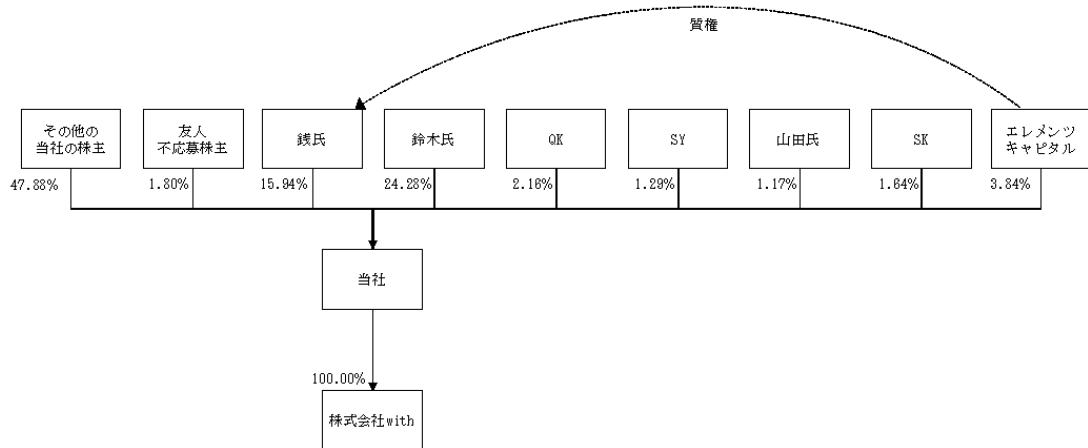 質権
その他の
当社の株主
友人
不応募株主
銭氏
鈴木氏
QK
SY
山田氏
SK
エレメンツ
キャピタル
47.88%
1.80%
15.94%
24.28%
2.16%
1.29%
1.17%
1.64%
3.84%
当社
100.00%
株式会社with